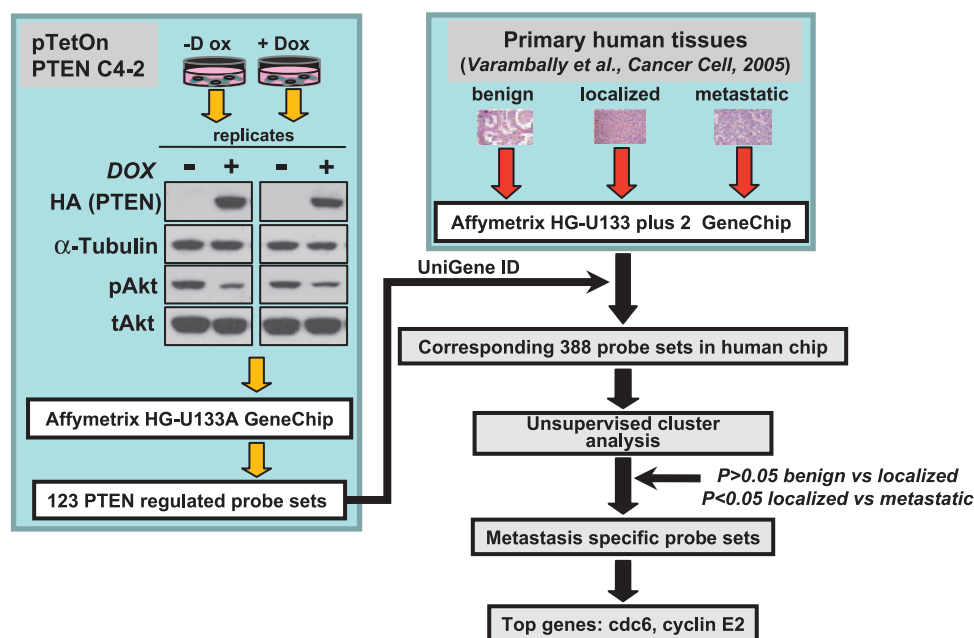 pTetOn
PTEN C4-2
-D ox + Dox
replicates
DOX - + - +
HA (PTEN)
α-Tubulin
pAkt
tAkt
Affymetrix HG-U133A GeneChip
123 PTEN regulated probe sets
Primary human tissues
(Varambally et al., Cancer Cell, 2005)
benign localized metastatic
Affymetrix HG-U133 plus 2 GeneChip
UniGene ID
Corresponding 388 probe sets in human chip
Unsupervised cluster
analysis
P>0.05 benign vs localized
P<0.05 localized vs metastatic
Metastasis specific probe sets
Top genes: cdc6, cyclin E2